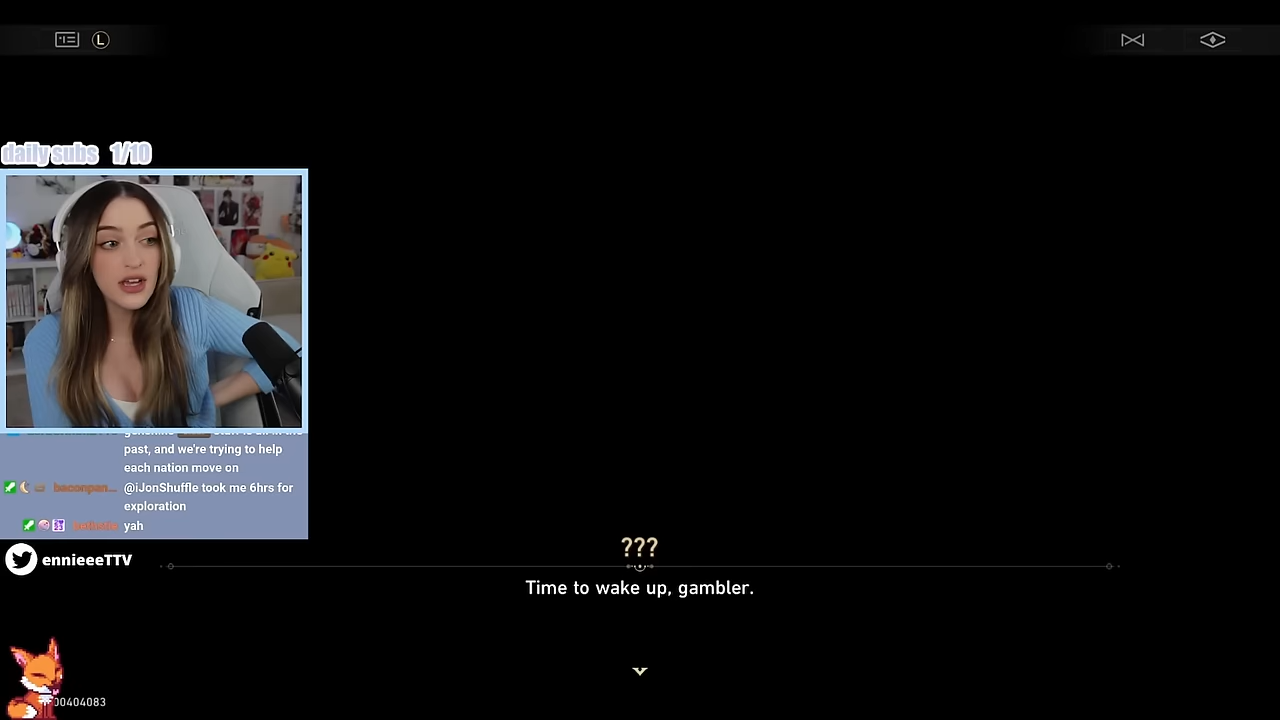 L
daily subs 1/10
past, and we're trying to help
each nation move on
baconpan... @iJonShuffle took me 6hrs for
exploration
yah
ennieeeTTV
???
Time to wake up, gambler.
00404083